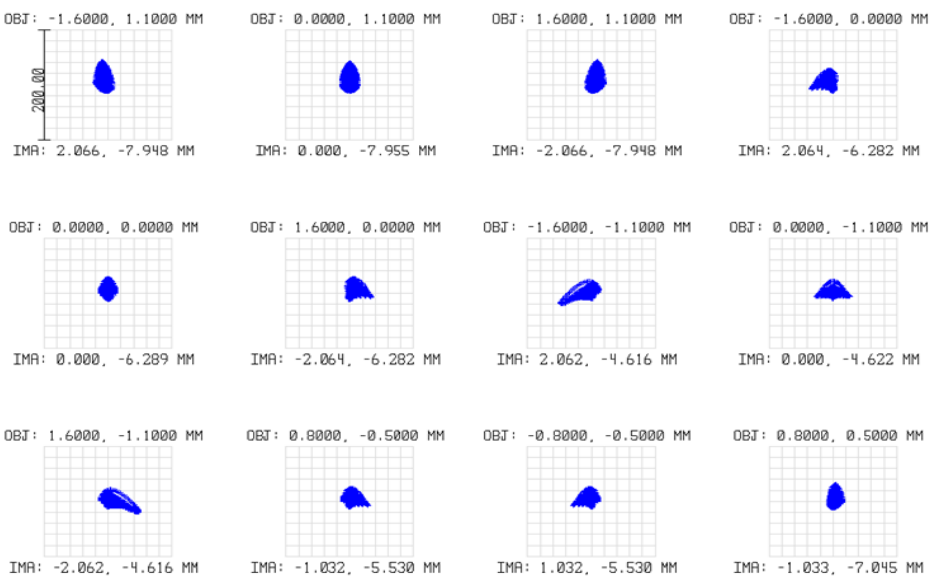 OBJ: -1.6000, 1.1000 MM OBJ: 0.0000, 1.1000 MM OBJ: 1.6000, 1.1000 MM OBJ: -1.6000, 0.0000 MM
200.00
IMA: 2.066, -7.948 MM IMA: 0.000, -7.955 MM IMA: -2.066, -7.948 MM IMA: 2.064, -6.282 MM
OBJ: 0.0000, 0.0000 MM OBJ: 1.6000, 0.0000 MM OBJ: -1.6000, -1.1000 MM OBJ: 0.0000, -1.1000 MM
IMA: 0.000, -6.289 MM IMA: -2.064, -6.282 MM IMA: 2.062, -4.616 MM IMA: 0.000, -4.622 MM
OBJ: 1.6000, -1.1000 MM OBJ: 0.8000, -0.5000 MM OBJ: -0.8000, -0.5000 MM OBJ: 0.8000, 0.5000 MM
IMA: -2.062, -4.616 MM IMA: -1.032, -5.530 MM IMA: 1.032, -5.530 MM IMA: -1.033, -7.045 MM